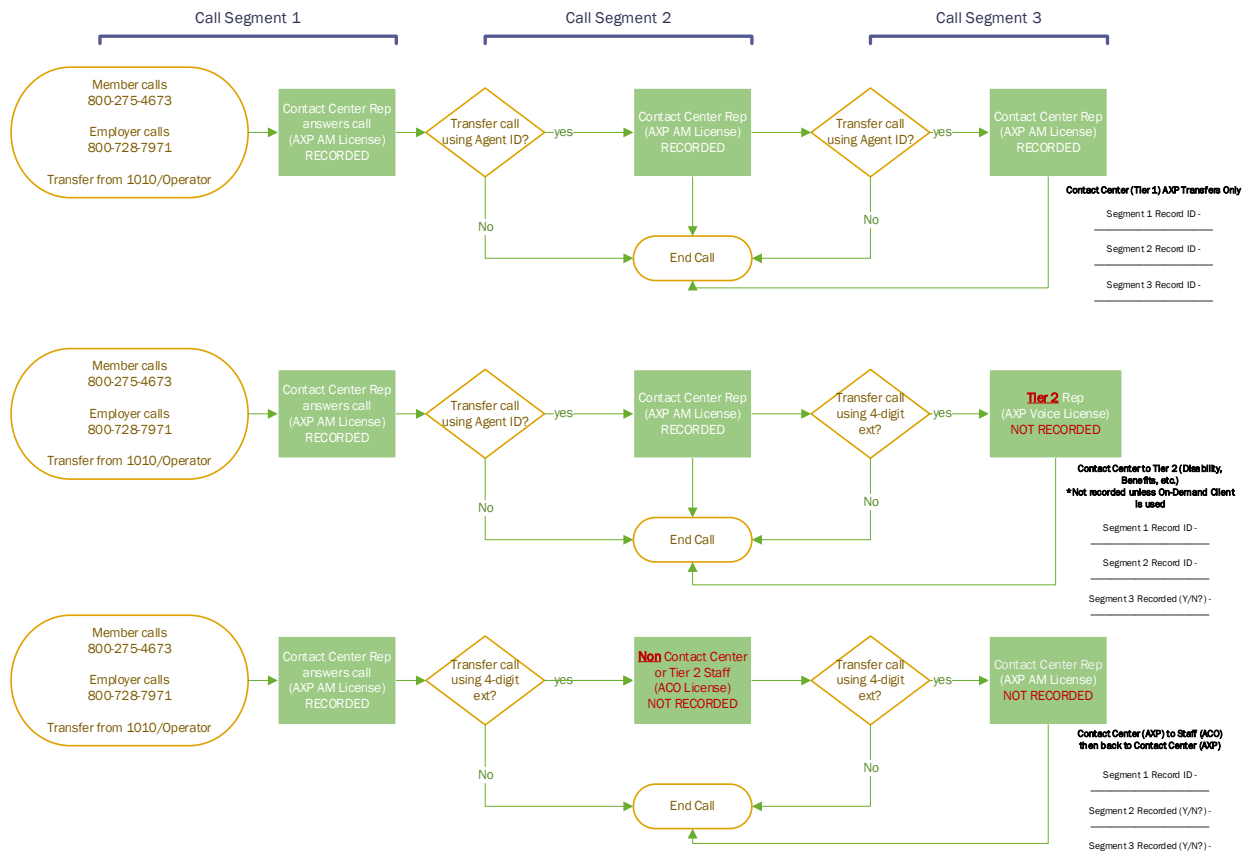 Call Segment 1
Call Segment 2
Call Segment 3
Member calls
800-275-4673
Employer calls
800-728-7971
Transfer from 1010/Operator
Contact Center Rep
answers call
(AXP AM License)
RECORDED
Transfer call
using Agent ID?
yes
No
Contact Center Rep
(AXP AM License)
RECORDED
Transfer call
using Agent ID?
yes
No
Contact Center Rep
(AXP AM License)
RECORDED
End Call
Contact Center (Tier 1) AXP Transfers Only
Segment 1 Record ID -
Segment 2 Record ID -
Segment 3 Record ID -
Member calls
800-275-4673
Employer calls
800-728-7971
Transfer from 1010/Operator
Contact Center Rep
answers call
(AXP AM License)
RECORDED
Transfer call
using Agent ID?
yes
No
Contact Center Rep
(AXP AM License)
RECORDED
Transfer call
using 4-digit
ext?
yes
No
Tier 2 Rep
(AXP Voice License)
NOT RECORDED
End Call
Contact Center to Tier 2 (Disability,
Benefits, etc.)
*Not recorded unless On-Demand Client
is used
Segment 1 Record ID -
Segment 2 Record ID -
Segment 3 Recorded (Y/N?) -
Member calls
800-275-4673
Employer calls
800-728-7971
Transfer from 1010/Operator
Contact Center Rep
answers call
(AXP AM License)
RECORDED
Transfer call
using 4-digit
ext?
yes
No
Non Contact Center
or Tier 2 Staff
(ACO License)
NOT RECORDED
Transfer call
using 4-digit
ext?
yes
No
Contact Center Rep
(AXP AM License)
NOT RECORDED
End Call
Contact Center (AXP) to Staff (ACO)
then back to Contact Center (AXP)
Segment 1 Record ID -
Segment 2 Recorded (Y/N?) -
Segment 3 Recorded (Y/N?) -